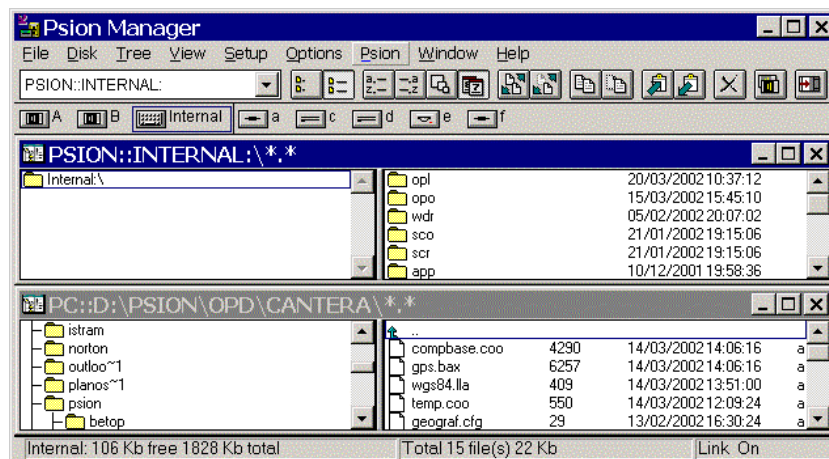 Psion Manager
File Disk Tree View Setup Options Psion Window Help
PSION::INTERNAL:
A B Internal a c d e f
PSION::INTERNAL:\*.*
Internal:\ opl 20/03/2002 10:37:12
opo 15/03/2002 15:45:10
wdr 05/02/2002 20:07:02
sco 21/01/2002 19:15:06
scr 21/01/2002 19:15:06
app 10/12/2001 19:58:36
PC::D:\PSION\OPD\CANTERA\*.*
istram ..
norton compbase.coo 4290 14/03/2002 14:06:16 a
outloo~1 gps.bax 6257 14/03/2002 14:06:16 a
planos~1 wgs84.lla 409 14/03/2002 13:51:00 a
psion temp.coo 550 14/03/2002 12:09:24 a
betop geograf.cfg 29 13/02/2002 16:30:24 a
Internal: 106 Kb free 1828 Kb total Total 15 file(s) 22 Kb Link On